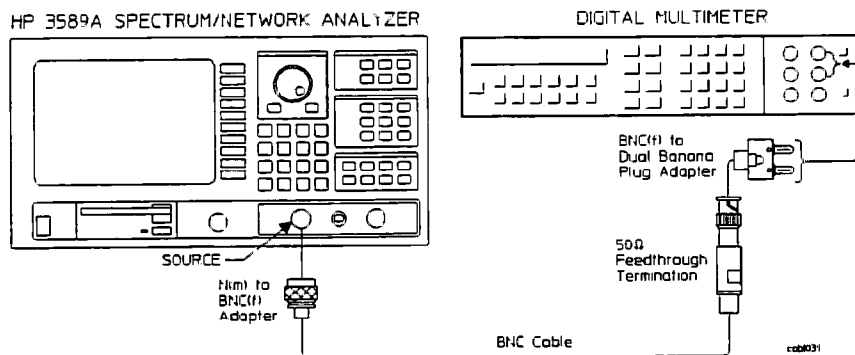 HP 3589A SPECTRUM/NETWORK ANALYZER
DIGITAL MULTIMETER
BNC(f) to
Dual Banana
Plug Adapter
SOURCE
N(m) to
BNC(f)
Adapter
50Ω
Feedthrough
Termination
BNC Cable